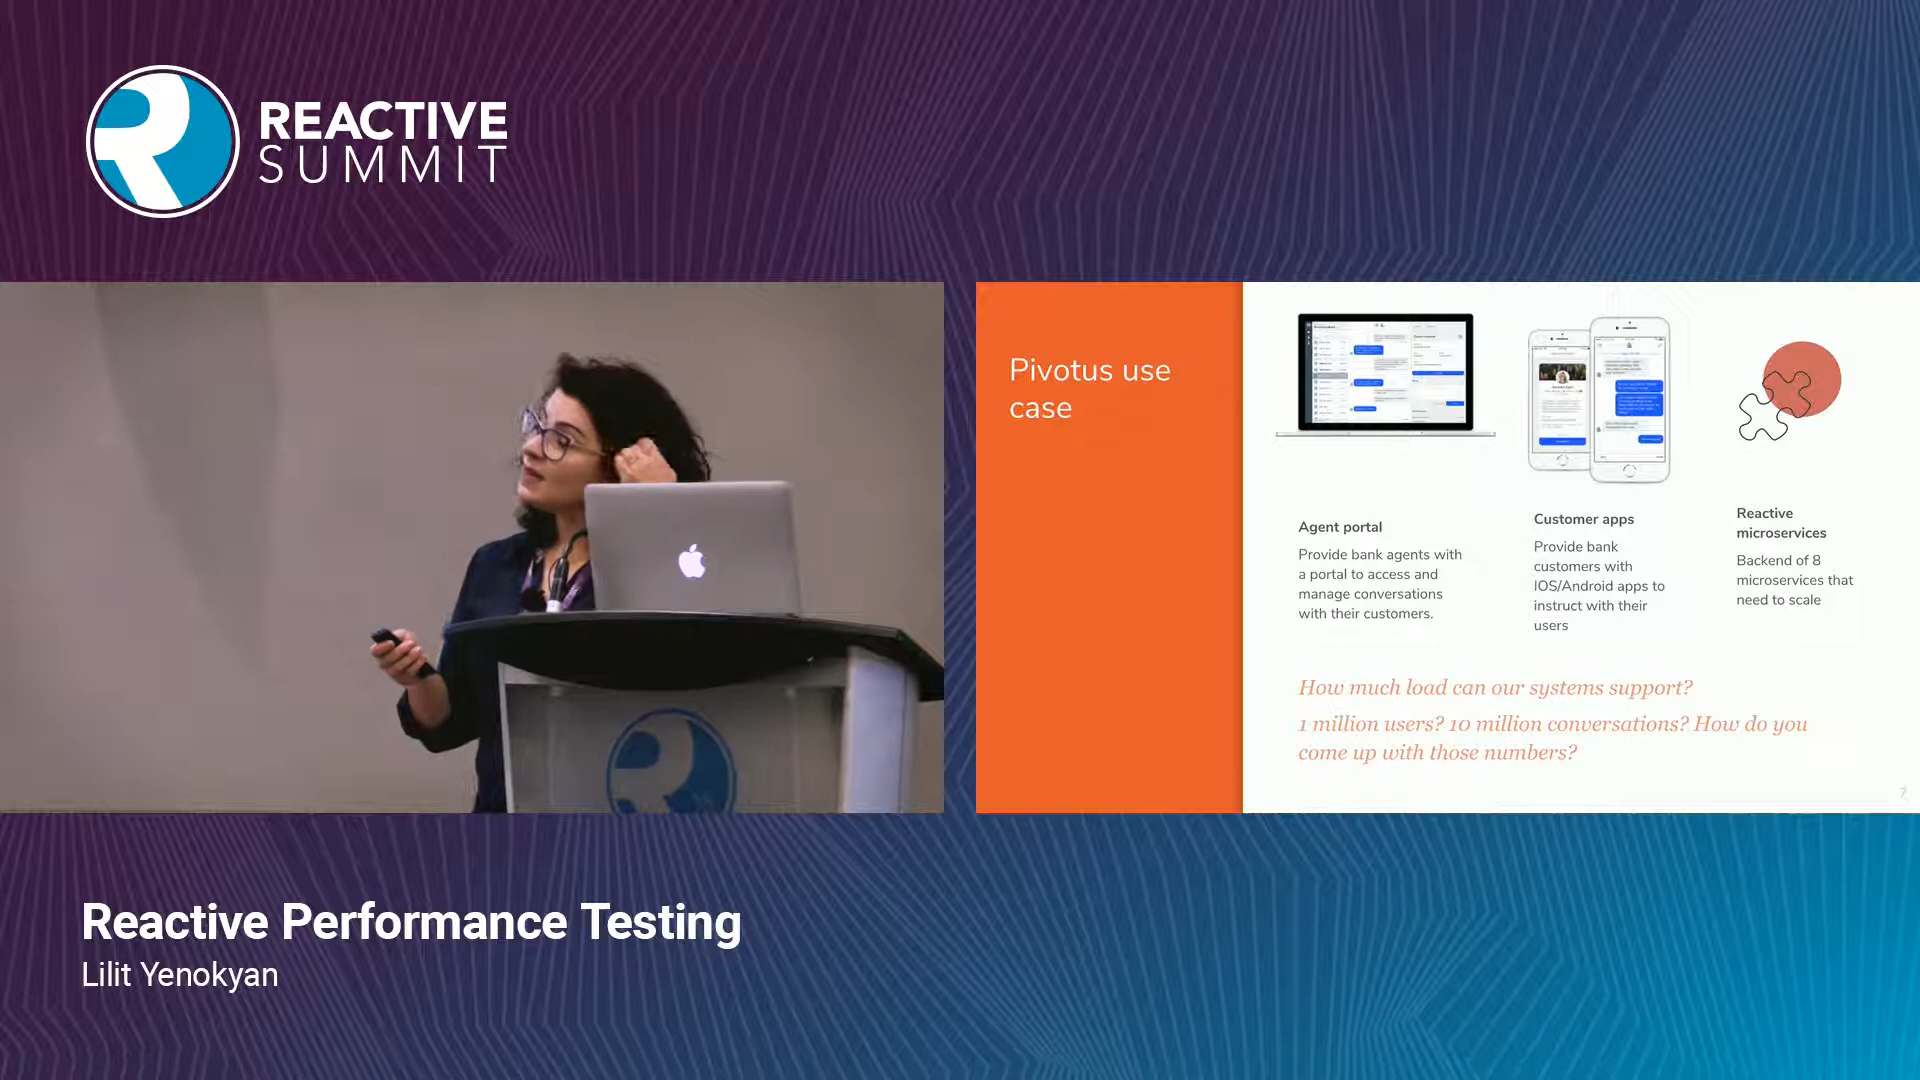 REACTIVE
SUMMIT
Pivotus use
case
Agent portal
Provide bank agents with
a portal to access and
manage conversations
with their customers.
Customer apps
Provide bank
customers with
IOS/Android apps to
instruct with their
users
Reactive
microservices
Backend of 8
microservices that
need to scale
How much load can our systems support?
1 million users? 10 million conversations? How do you
come up with those numbers?
7
Reactive Performance Testing
Lilit Yenokyan